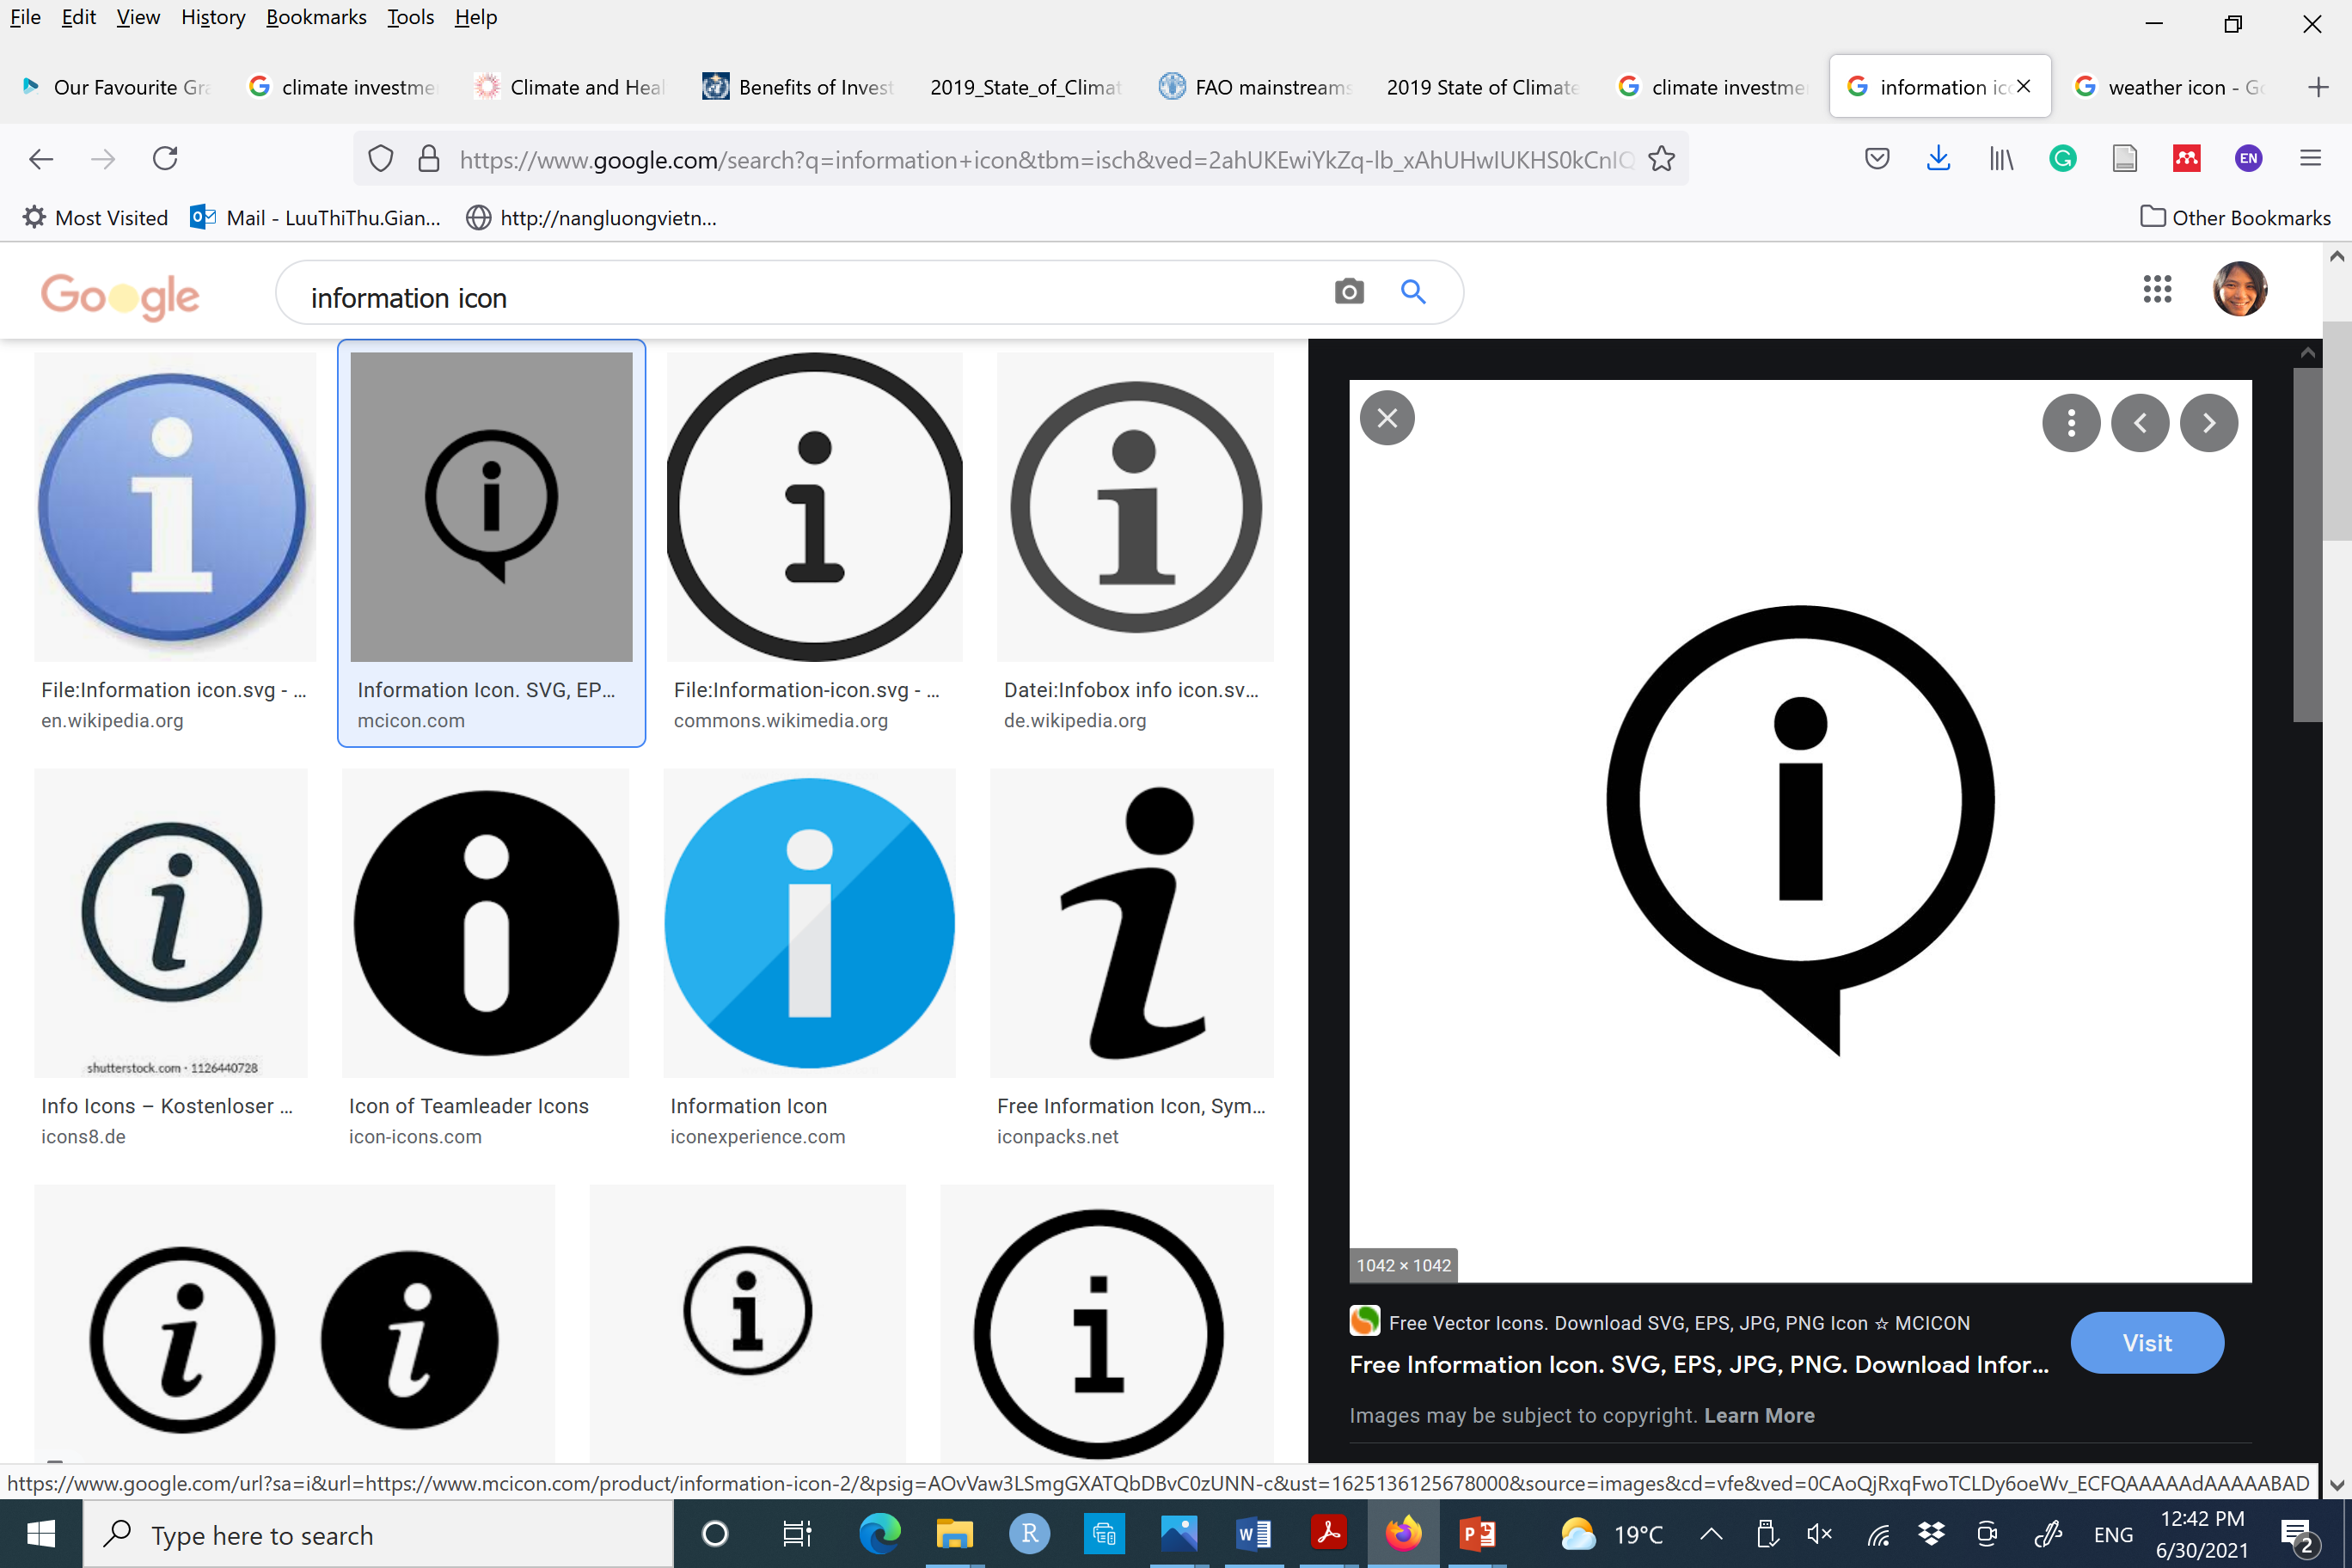 File Edit View History Bookmarks Tools Help
Our Favourite Gra
climate investme
Climate and Heal
Benefits of Invest
2019_State_of_Climat
FAO mainstreams
2019 State of Climate
climate investme
information ic
weather icon - Go
https://www.google.com/search?q=information+icon&tbm=isch&ved=2ahUKEwiYkZq-lb_xAhUHwIUKHS0kCnIQ
EN
Most Visited
Mail - LuuThiThu.Gian...
http://nangluongvietn...
Other Bookmarks
Google
information icon
File:Information icon.svg - ...
en.wikipedia.org
Information Icon. SVG, EP...
mcicon.com
File:Information-icon.svg - ...
commons.wikimedia.org
Datei:Infobox info icon.sv...
de.wikipedia.org
shutterstock.com · 1126440728
Info Icons – Kostenloser ...
icons8.de
Icon of Teamleader Icons
icon-icons.com
Information Icon
iconexperience.com
Free Information Icon, Sym...
iconpacks.net
1042 × 1042
Free Vector Icons. Download SVG, EPS, JPG, PNG Icon ☆ MCICON
Free Information Icon. SVG, EPS, JPG, PNG. Download Infor...
Visit
Images may be subject to copyright. Learn More
https://www.google.com/url?sa=i&url=https://www.mcicon.com/product/information-icon-2/&psig=AOvVaw3LSmgGXATQbDBvC0zUNN-c&ust=1625136125678000&source=images&cd=vfe&ved=0CAoQjRxqFwoTCLDy6oeWv_ECFQAAAAAdAAAAABAD
Type here to search
19°C
ENG
12:42 PM
6/30/2021
2